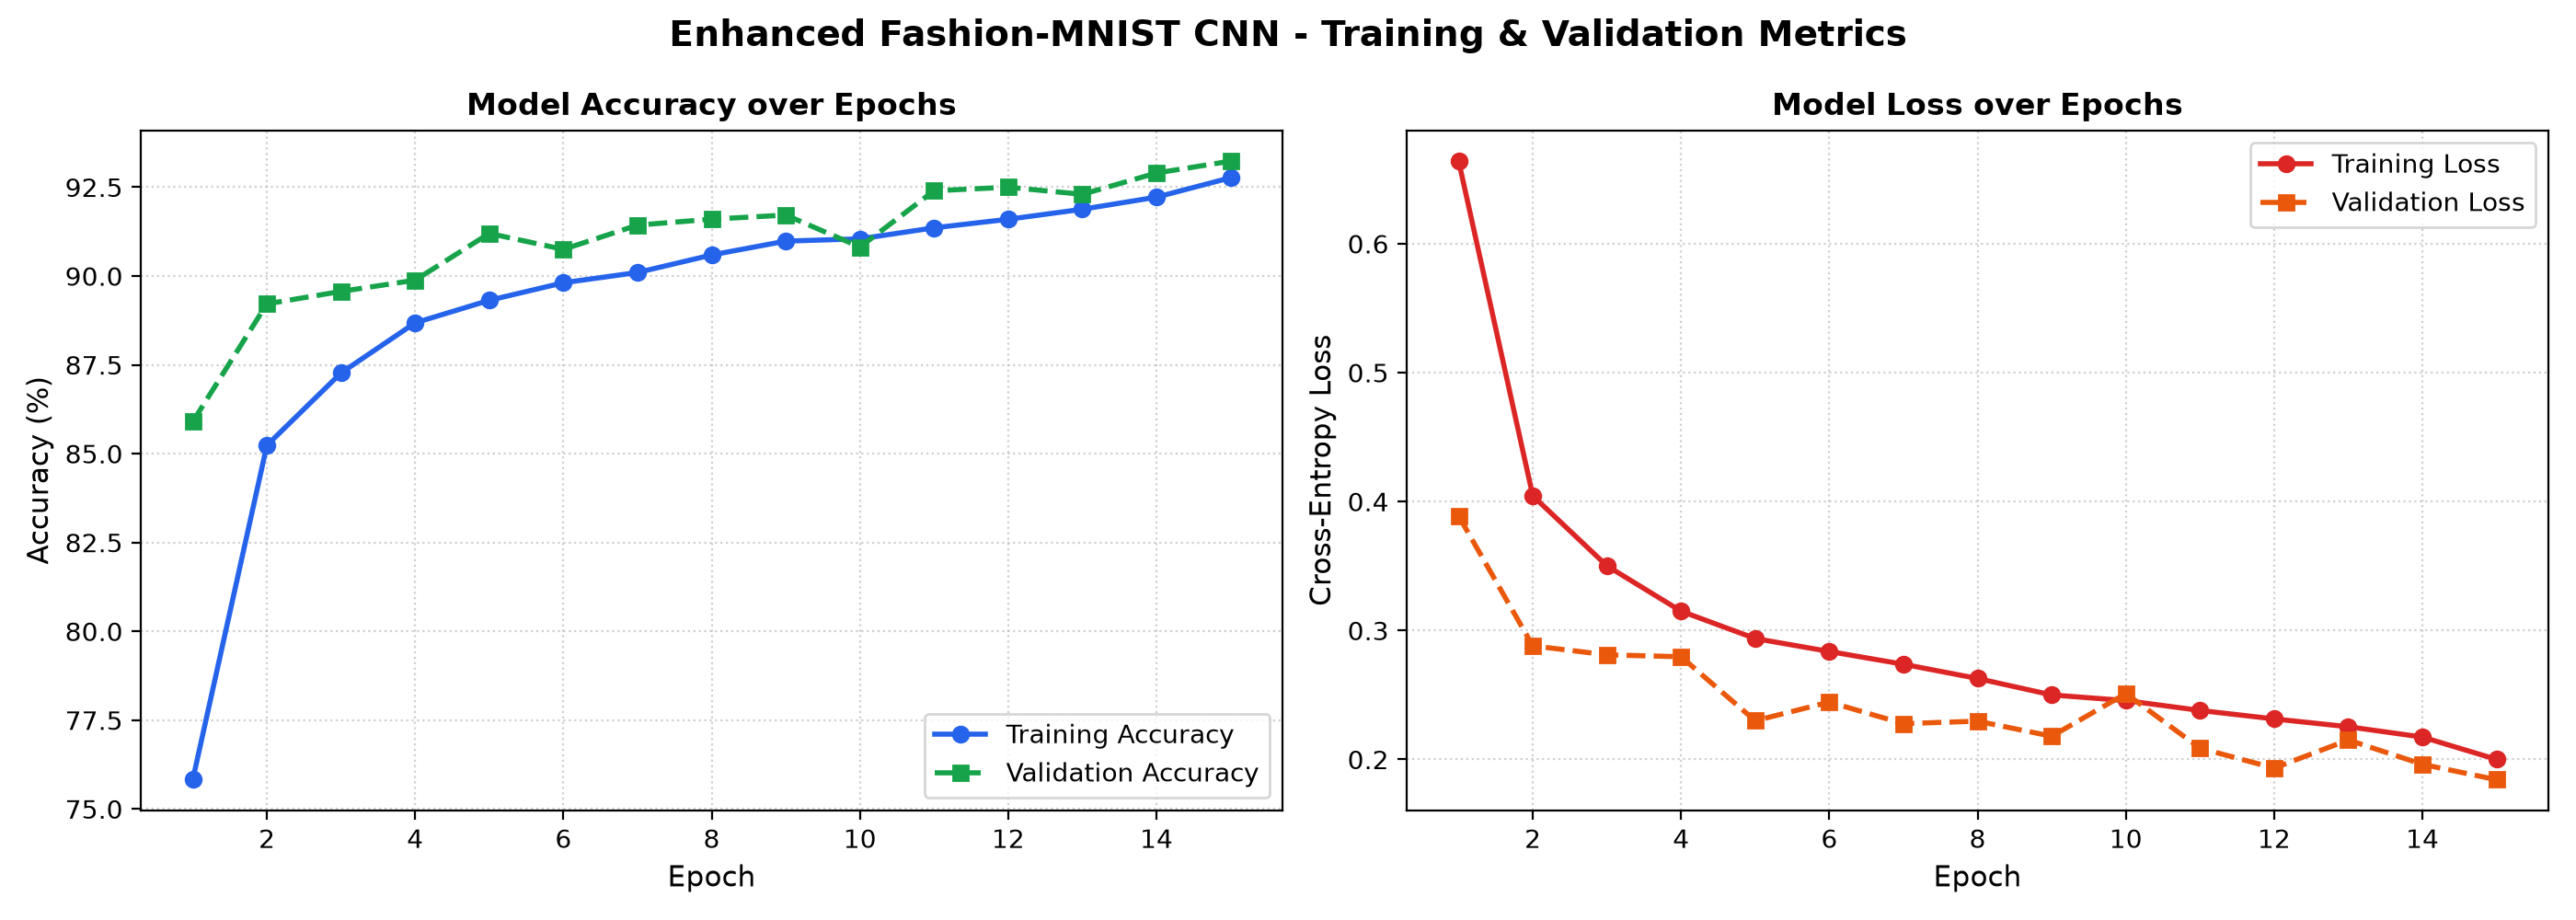 Enhanced Fashion-MNIST CNN - Training & Validation Metrics
Model Accuracy over Epochs
Accuracy (%)
92.5
90.0
87.5
85.0
82.5
80.0
77.5
75.0
2 4 6 8 10 12 14
Epoch
Training Accuracy
Validation Accuracy
Model Loss over Epochs
Cross-Entropy Loss
0.6
0.5
0.4
0.3
0.2
2 4 6 8 10 12 14
Epoch
Training Loss
Validation Loss